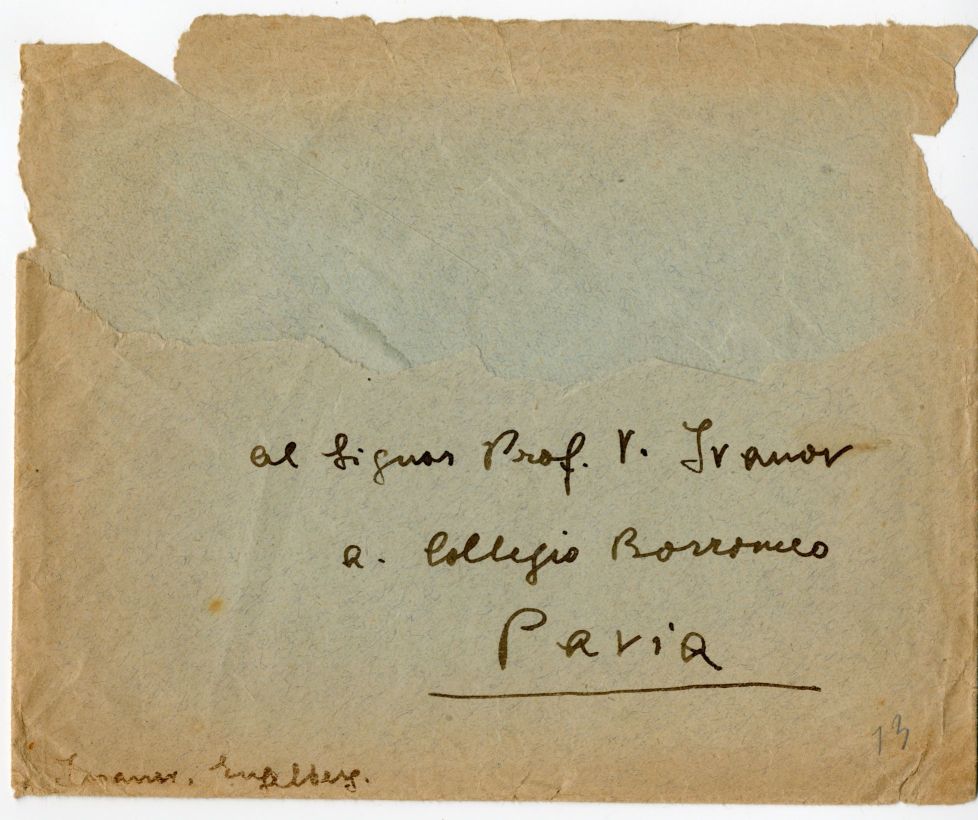 al Signor Prof. V. Ivanov
a. Collegio Borromeo
Pavia
13
Ivanov, Engelberg.